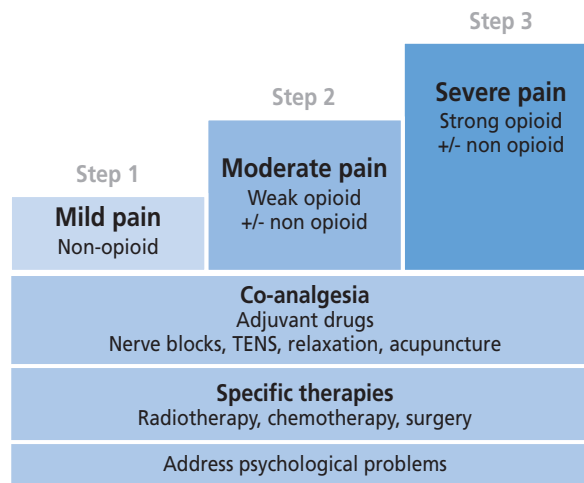 Step 1
Mild pain
Non-opioid
Step 2
Moderate pain
Weak opioid
+/- non opioid
Step 3
Severe pain
Strong opioid
+/- non opioid
Co-analgesia
Adjuvant drugs
Nerve blocks, TENS, relaxation, acupuncture
Specific therapies
Radiotherapy, chemotherapy, surgery
Address psychological problems